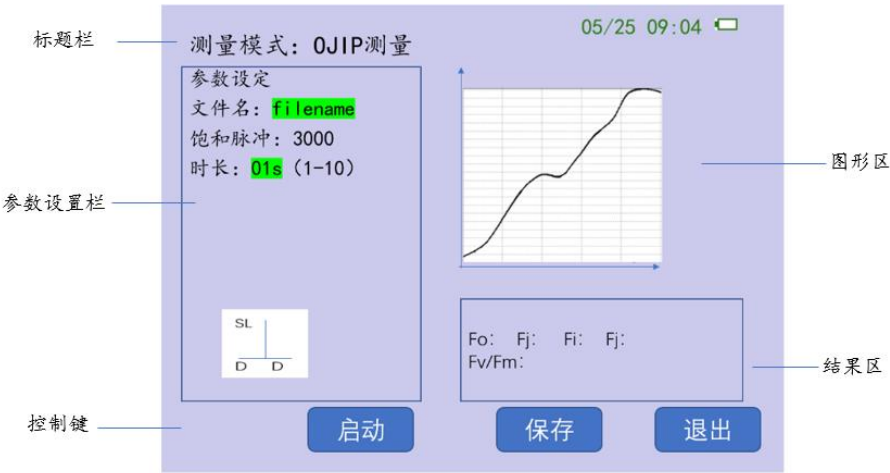 05/25 09:04
标题栏
测量模式：OJIP测量
参数设定
文件名：filename
饱和脉冲：3000
时长：01s（1-10）
图形区
参数设置栏
SL
D D
Fo: Fj: Fi: Fj:
Fv/Fm:
结果区
控制键
启动
保存
退出